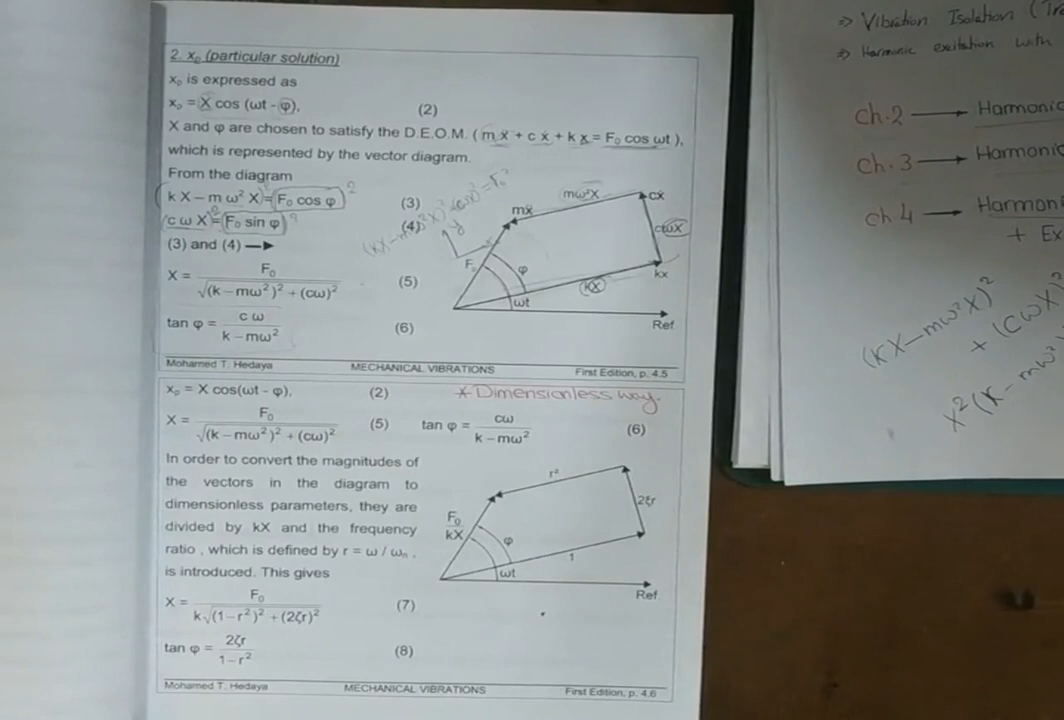 2. xₚ (particular solution)
xₚ is expressed as
xₚ = X cos (ωt - φ), (2)
X and φ are chosen to satisfy the D.E.O.M. ( m ẍ + c ẋ + k x = F₀ cos ωt ),
which is represented by the vector diagram.
From the diagram
k X – m ω² X = F₀ cos φ (3)
c ω X = F₀ sin φ (4)
(3) and (4) →
X = F₀ / √(k – mω²)² + (cω)² (5)
tan φ = c ω / k – mω² (6)
mω²X
cẋ
mẍ
cωX
F₀
φ
kX
kx
ωt
Ref
Mohamed T. Hedaya MECHANICAL VIBRATIONS First Edition, p. 4.5
xₚ = X cos(ωt - φ), (2) * Dimensionless way.
X = F₀ / √(k – mω²)² + (cω)² (5) tan φ = cω / k – mω² (6)
In order to convert the magnitudes of
the vectors in the diagram to
dimensionless parameters, they are
divided by kX and the frequency
ratio , which is defined by r = ω / ωₙ ,
is introduced. This gives
X = F₀ / k√(1–r²)² + (2ζr)² (7)
tan φ = 2ζr / 1–r² (8)
r²
2ζr
F₀ / kX
φ
1
ωt
Ref
Mohamed T. Hedaya MECHANICAL VIBRATIONS First Edition, p. 4.6
⇒ Vibration Isolation (Tr
⇒ Harmonic exitation with
Ch.2 → Harmonic
Ch.3 → Harmonic
Ch 4 → Harmon
+ Ex
(KX–mω²X)²
+ (CωX)²
X²(K – mω²)